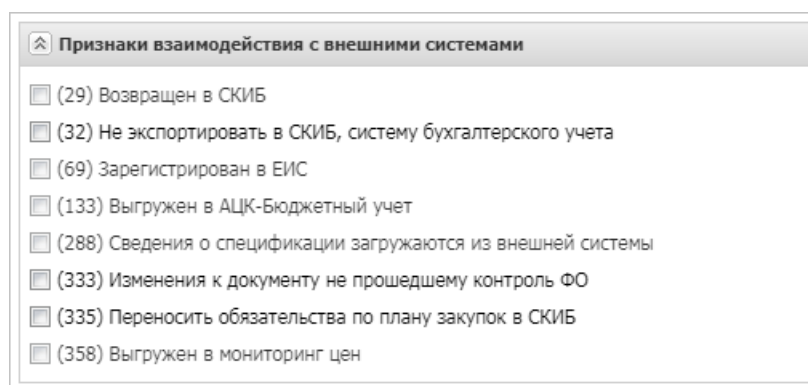 Признаки взаимодействия с внешними системами
(29) Возвращен в СКИБ
(32) Не экспортировать в СКИБ, систему бухгалтерского учета
(69) Зарегистрирован в ЕИС
(133) Выгружен в АЦК-Бюджетный учет
(288) Сведения о спецификации загружаются из внешней системы
(333) Изменения к документу не прошедшему контроль ФО
(335) Переносить обязательства по плану закупок в СКИБ
(358) Выгружен в мониторинг цен